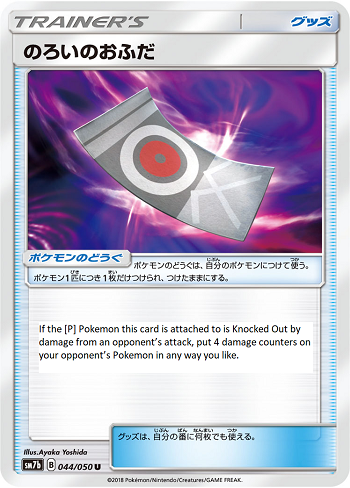 TRAINER'S
グッズ
のろいのおふだ
ポケモンのどうぐ
ポケモンのどうぐは、自分のポケモンにつけて使う。
ポケモン1匹につき1枚だけつけられ、つけたままにする。
If the [P] Pokemon this card is attached to is Knocked Out by
damage from an opponent's attack, put 4 damage counters on
your opponent's Pokemon in any way you like.
グッズは、自分の番に何枚でも使える。
Illus.Ayaka Yoshida
sm7b B 044/050 U
©2018 Pokémon/Nintendo/Creatures/GAME FREAK.